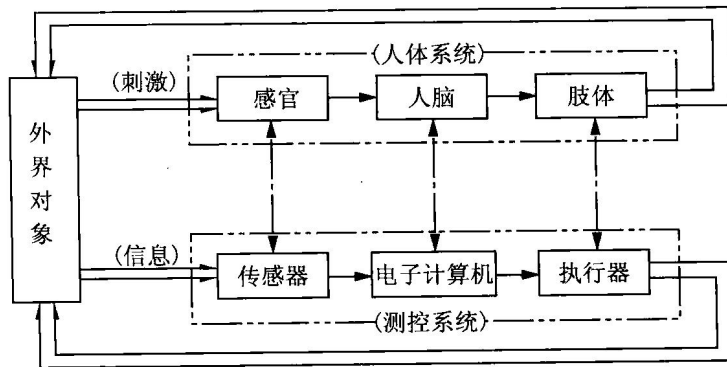 (人体系统)
(刺激)
感官
人脑
肢体
外界对象
(信息)
传感器
电子计算机
执行器
(测控系统)